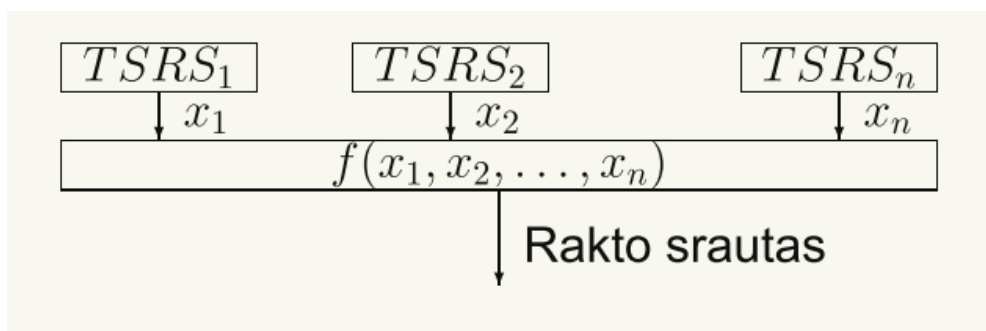 TSRS₁ TSRS₂ TSRSₙ
x₁ x₂ xₙ
f(x₁, x₂, . . . , xₙ)
Rakto srautas